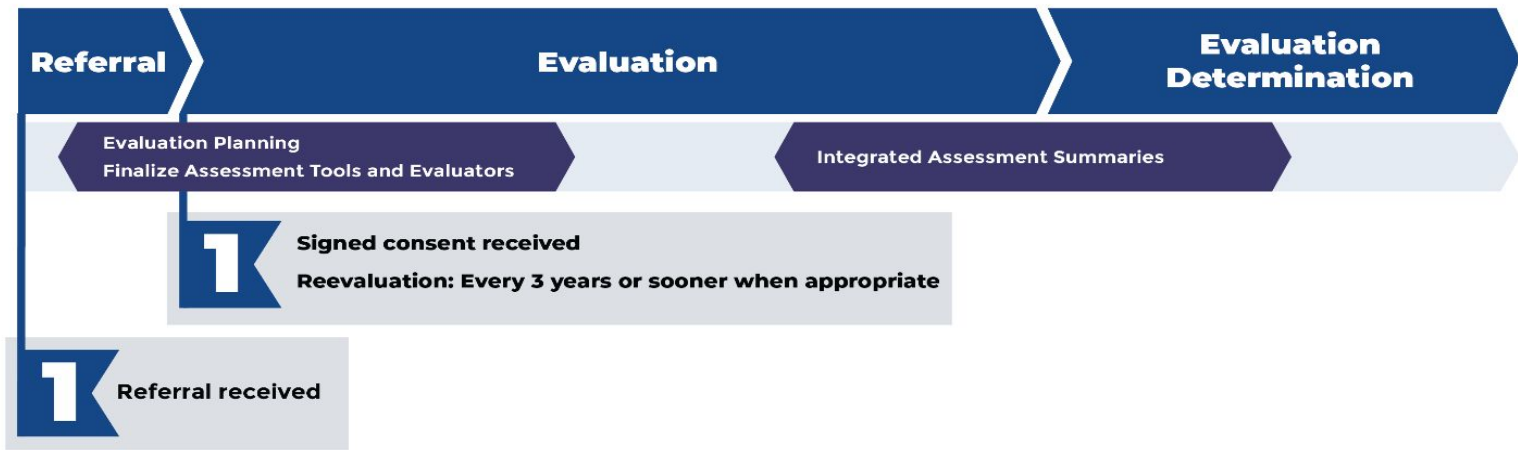 Referral
Evaluation
Evaluation
Determination
Evaluation Planning
Finalize Assessment Tools and Evaluators
Integrated Assessment Summaries
1
Signed consent received
Reevaluation: Every 3 years or sooner when appropriate
1
Referral received